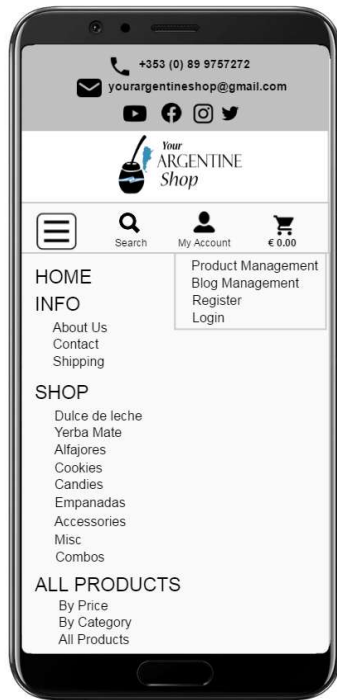 +353 (0) 89 9757272
yourargentineshop@gmail.com
Your
ARGENTINE
Shop
Search
My Account
€ 0.00
Product Management
Blog Management
Register
Login
HOME
INFO
About Us
Contact
Shipping
SHOP
Dulce de leche
Yerba Mate
Alfajores
Cookies
Candies
Empanadas
Accessories
Misc
Combos
ALL PRODUCTS
By Price
By Category
All Products